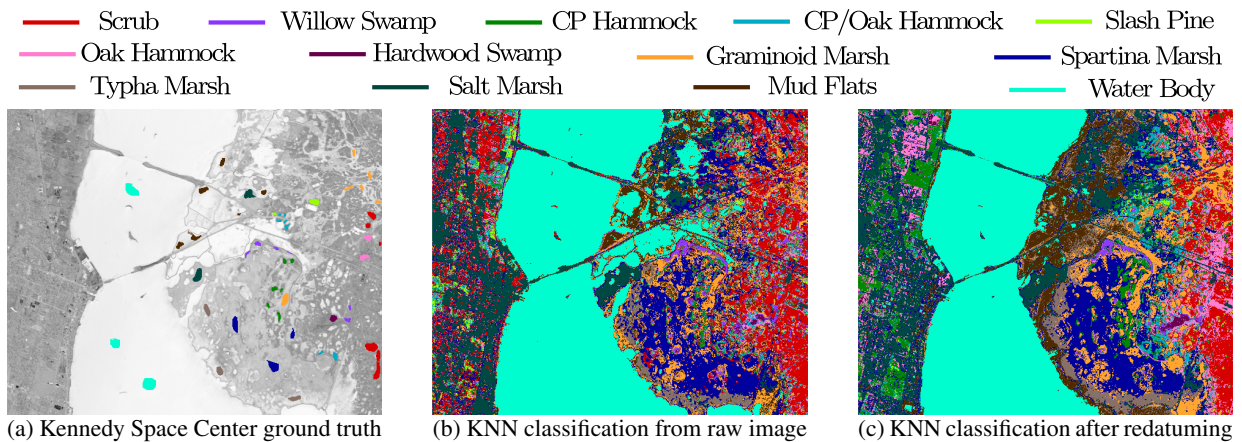 Scrub Willow Swamp CP Hammock CP/Oak Hammock Slash Pine
Oak Hammock Hardwood Swamp Graminoid Marsh Spartina Marsh
Typha Marsh Salt Marsh Mud Flats Water Body
(a) Kennedy Space Center ground truth (b) KNN classification from raw image (c) KNN classification after redatuming